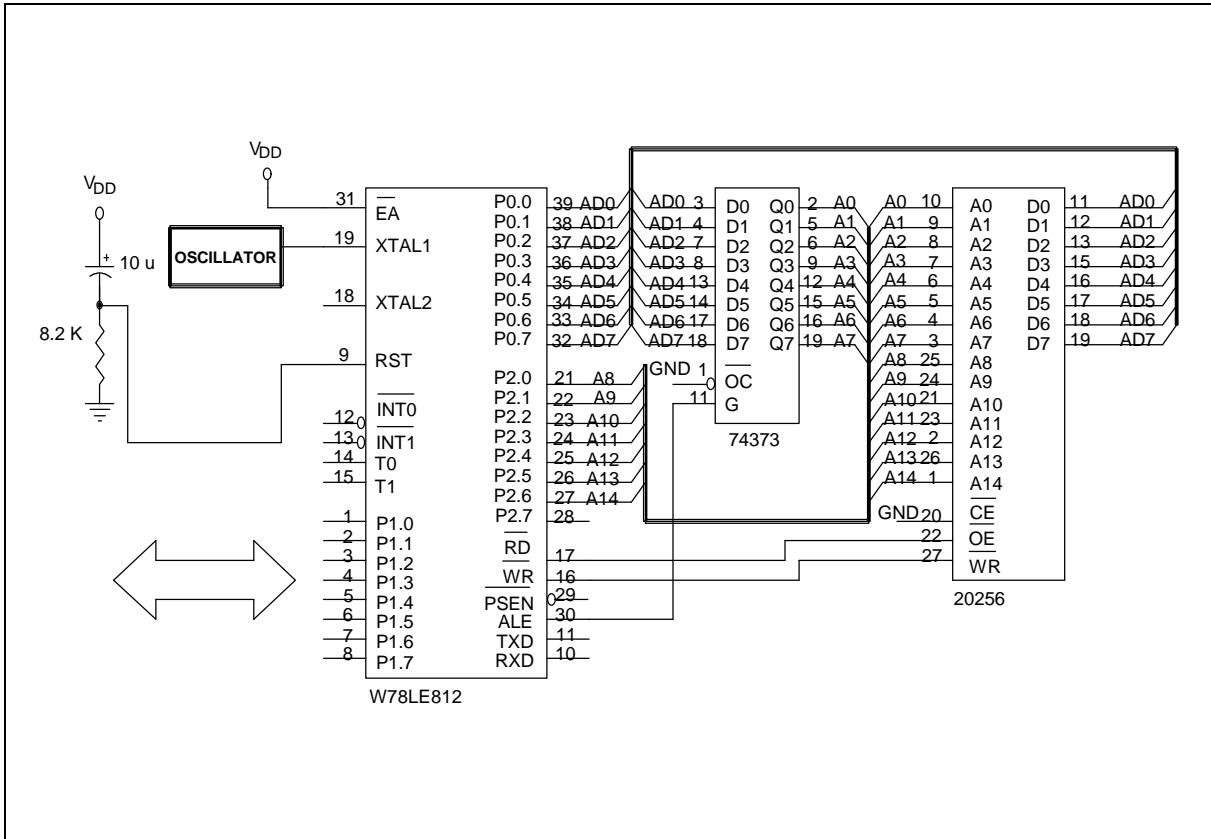 VDD
VDD
10 u
8.2 K
OSCILLATOR
31 EA
19 XTAL1
18 XTAL2
9 RST
12 INT0
13 INT1
14 T0
15 T1
1 P1.0
2 P1.1
3 P1.2
4 P1.3
5 P1.4
6 P1.5
7 P1.6
8 P1.7
P0.0 39 AD0
P0.1 38 AD1
P0.2 37 AD2
P0.3 36 AD3
P0.4 35 AD4
P0.5 34 AD5
P0.6 33 AD6
P0.7 32 AD7
P2.0 21 A8
P2.1 22 A9
P2.2 23 A10
P2.3 24 A11
P2.4 25 A12
P2.5 26 A13
P2.6 27 A14
P2.7 28
RD 17
WR 16
PSEN 29
ALE 30
TXD 11
RXD 10
W78LE812
AD0 3 D0 Q0 2 A0
AD1 4 D1 Q1 5 A1
AD2 7 D2 Q2 6 A2
AD3 8 D3 Q3 9 A3
AD4 13 D4 Q4 12 A4
AD5 14 D5 Q5 15 A5
AD6 17 D6 Q6 16 A6
AD7 18 D7 Q7 19 A7
GND 1 OC
11 G
74373
A0 10 A0 D0 11 AD0
A1 9 A1 D1 12 AD1
A2 8 A2 D2 13 AD2
A3 7 A3 D3 15 AD3
A4 6 A4 D4 16 AD4
A5 5 A5 D5 17 AD5
A6 4 A6 D6 18 AD6
A7 3 A7 D7 19 AD7
A8 25 A8
A9 24 A9
A10 21 A10
A11 23 A11
A12 2 A12
A13 26 A13
A14 1 A14
GND 20 CE
22 OE
27 WR
20256